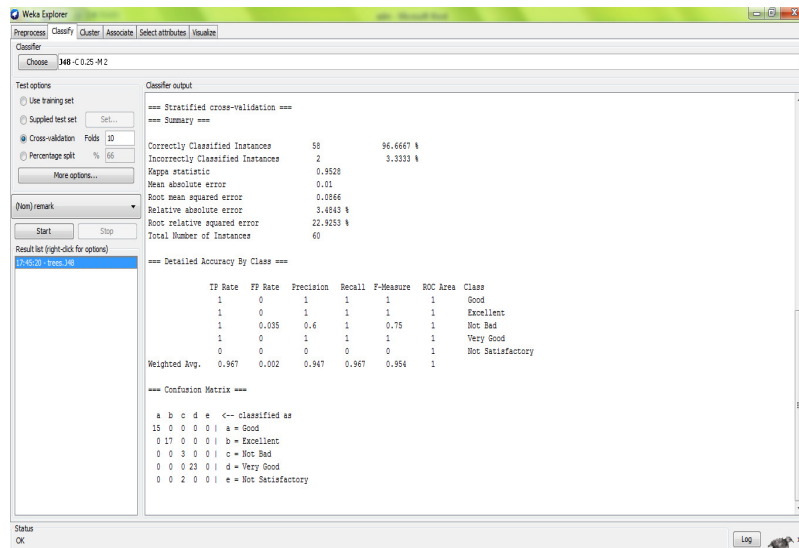 Weka Explorer
Preprocess Classify Cluster Associate Select attributes Visualize
Classifier
Choose J48 -C 0.25 -M 2
Test options
Use training set
Supplied test set Set...
Cross-validation Folds 10
Percentage split % 66
More options...
(Nom) remark
Start Stop
Result list (right-click for options)
17:45:20 - trees.J48
Classifier output
=== Stratified cross-validation ===
=== Summary ===
Correctly Classified Instances 58 96.6667 %
Incorrectly Classified Instances 2 3.3333 %
Kappa statistic 0.9528
Mean absolute error 0.01
Root mean squared error 0.0866
Relative absolute error 3.4843 %
Root relative squared error 22.9253 %
Total Number of Instances 60
=== Detailed Accuracy By Class ===
TP Rate FP Rate Precision Recall F-Measure ROC Area Class
1 0 1 1 1 1 Good
1 0 1 1 1 1 Excellent
1 0.035 0.6 1 0.75 1 Not Bad
1 0 1 1 1 1 Very Good
0 0 0 0 0 1 Not Satisfactory
Weighted Avg. 0.967 0.002 0.947 0.967 0.954 1
=== Confusion Matrix ===
a b c d e <-- classified as
15 0 0 0 0 | a = Good
0 17 0 0 0 | b = Excellent
0 0 3 0 0 | c = Not Bad
0 0 0 23 0 | d = Very Good
0 0 2 0 0 | e = Not Satisfactory
Status
OK
Log